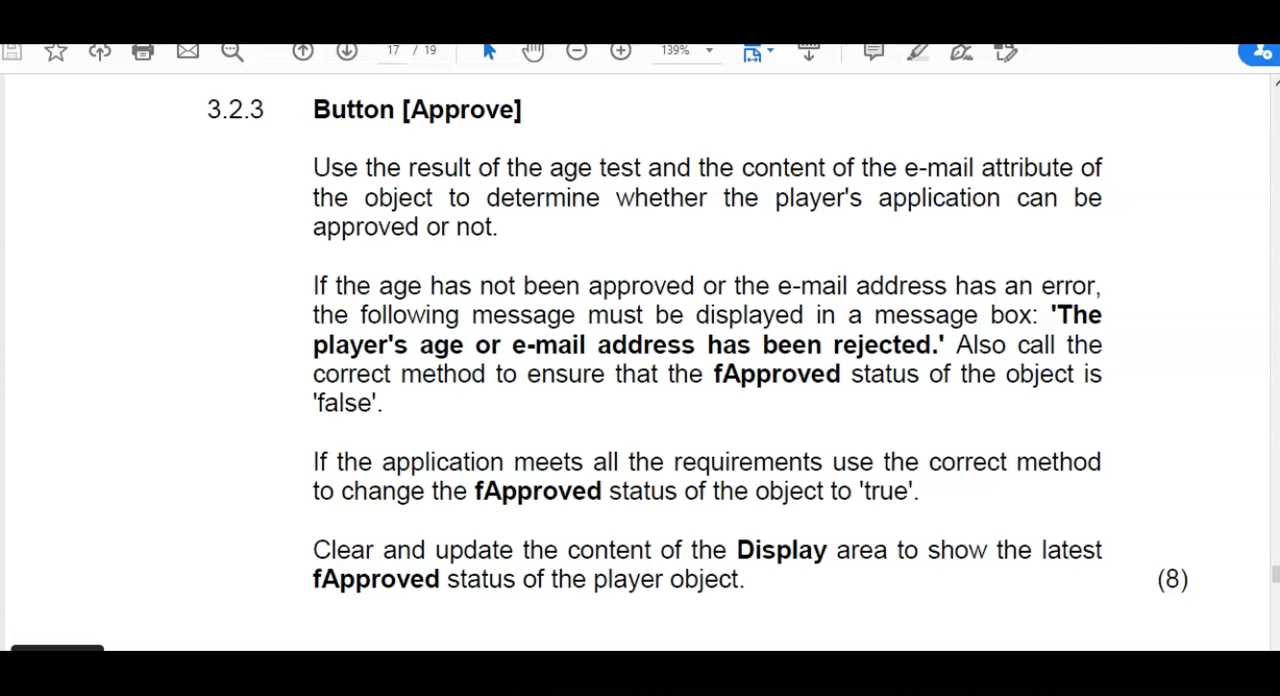 17 / 19
139%
3.2.3 Button [Approve]
Use the result of the age test and the content of the e-mail attribute of
the object to determine whether the player's application can be
approved or not.
If the age has not been approved or the e-mail address has an error,
the following message must be displayed in a message box: 'The
player's age or e-mail address has been rejected.' Also call the
correct method to ensure that the fApproved status of the object is
'false'.
If the application meets all the requirements use the correct method
to change the fApproved status of the object to 'true'.
Clear and update the content of the Display area to show the latest
fApproved status of the player object. (8)